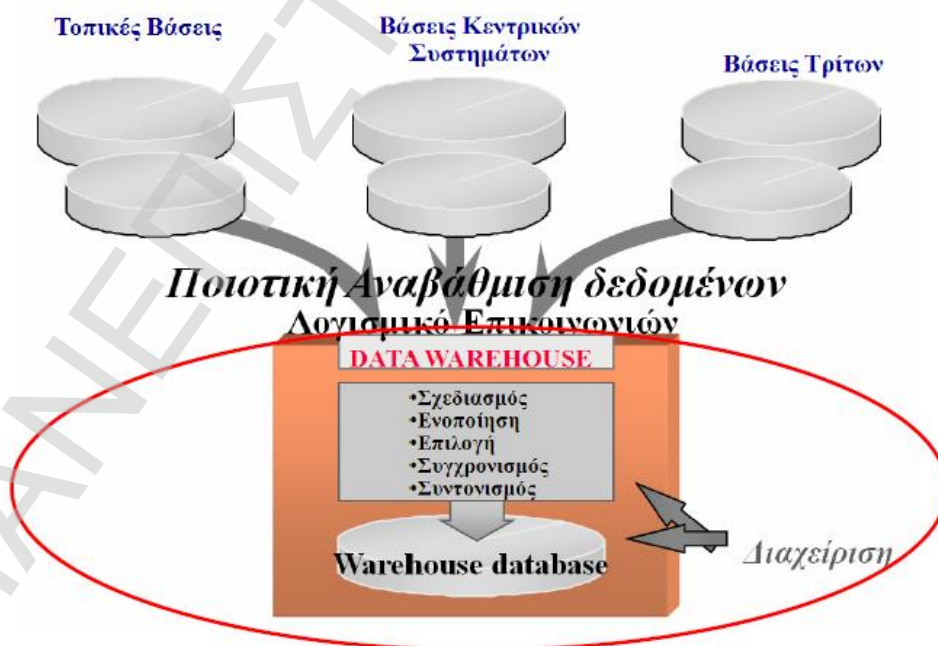 Τοπικές Βάσεις
Βάσεις Κεντρικών
Συστημάτων
Βάσεις Τρίτων
Ποιοτική Αναβάθμιση δεδομένων
Λογισμικό Επικοινωνιών
DATA WAREHOUSE
•Σχεδιασμός
•Ενοποίηση
•Επιλογή
•Συγχρονισμός
•Συντονισμός
Warehouse database
Διαχείριση